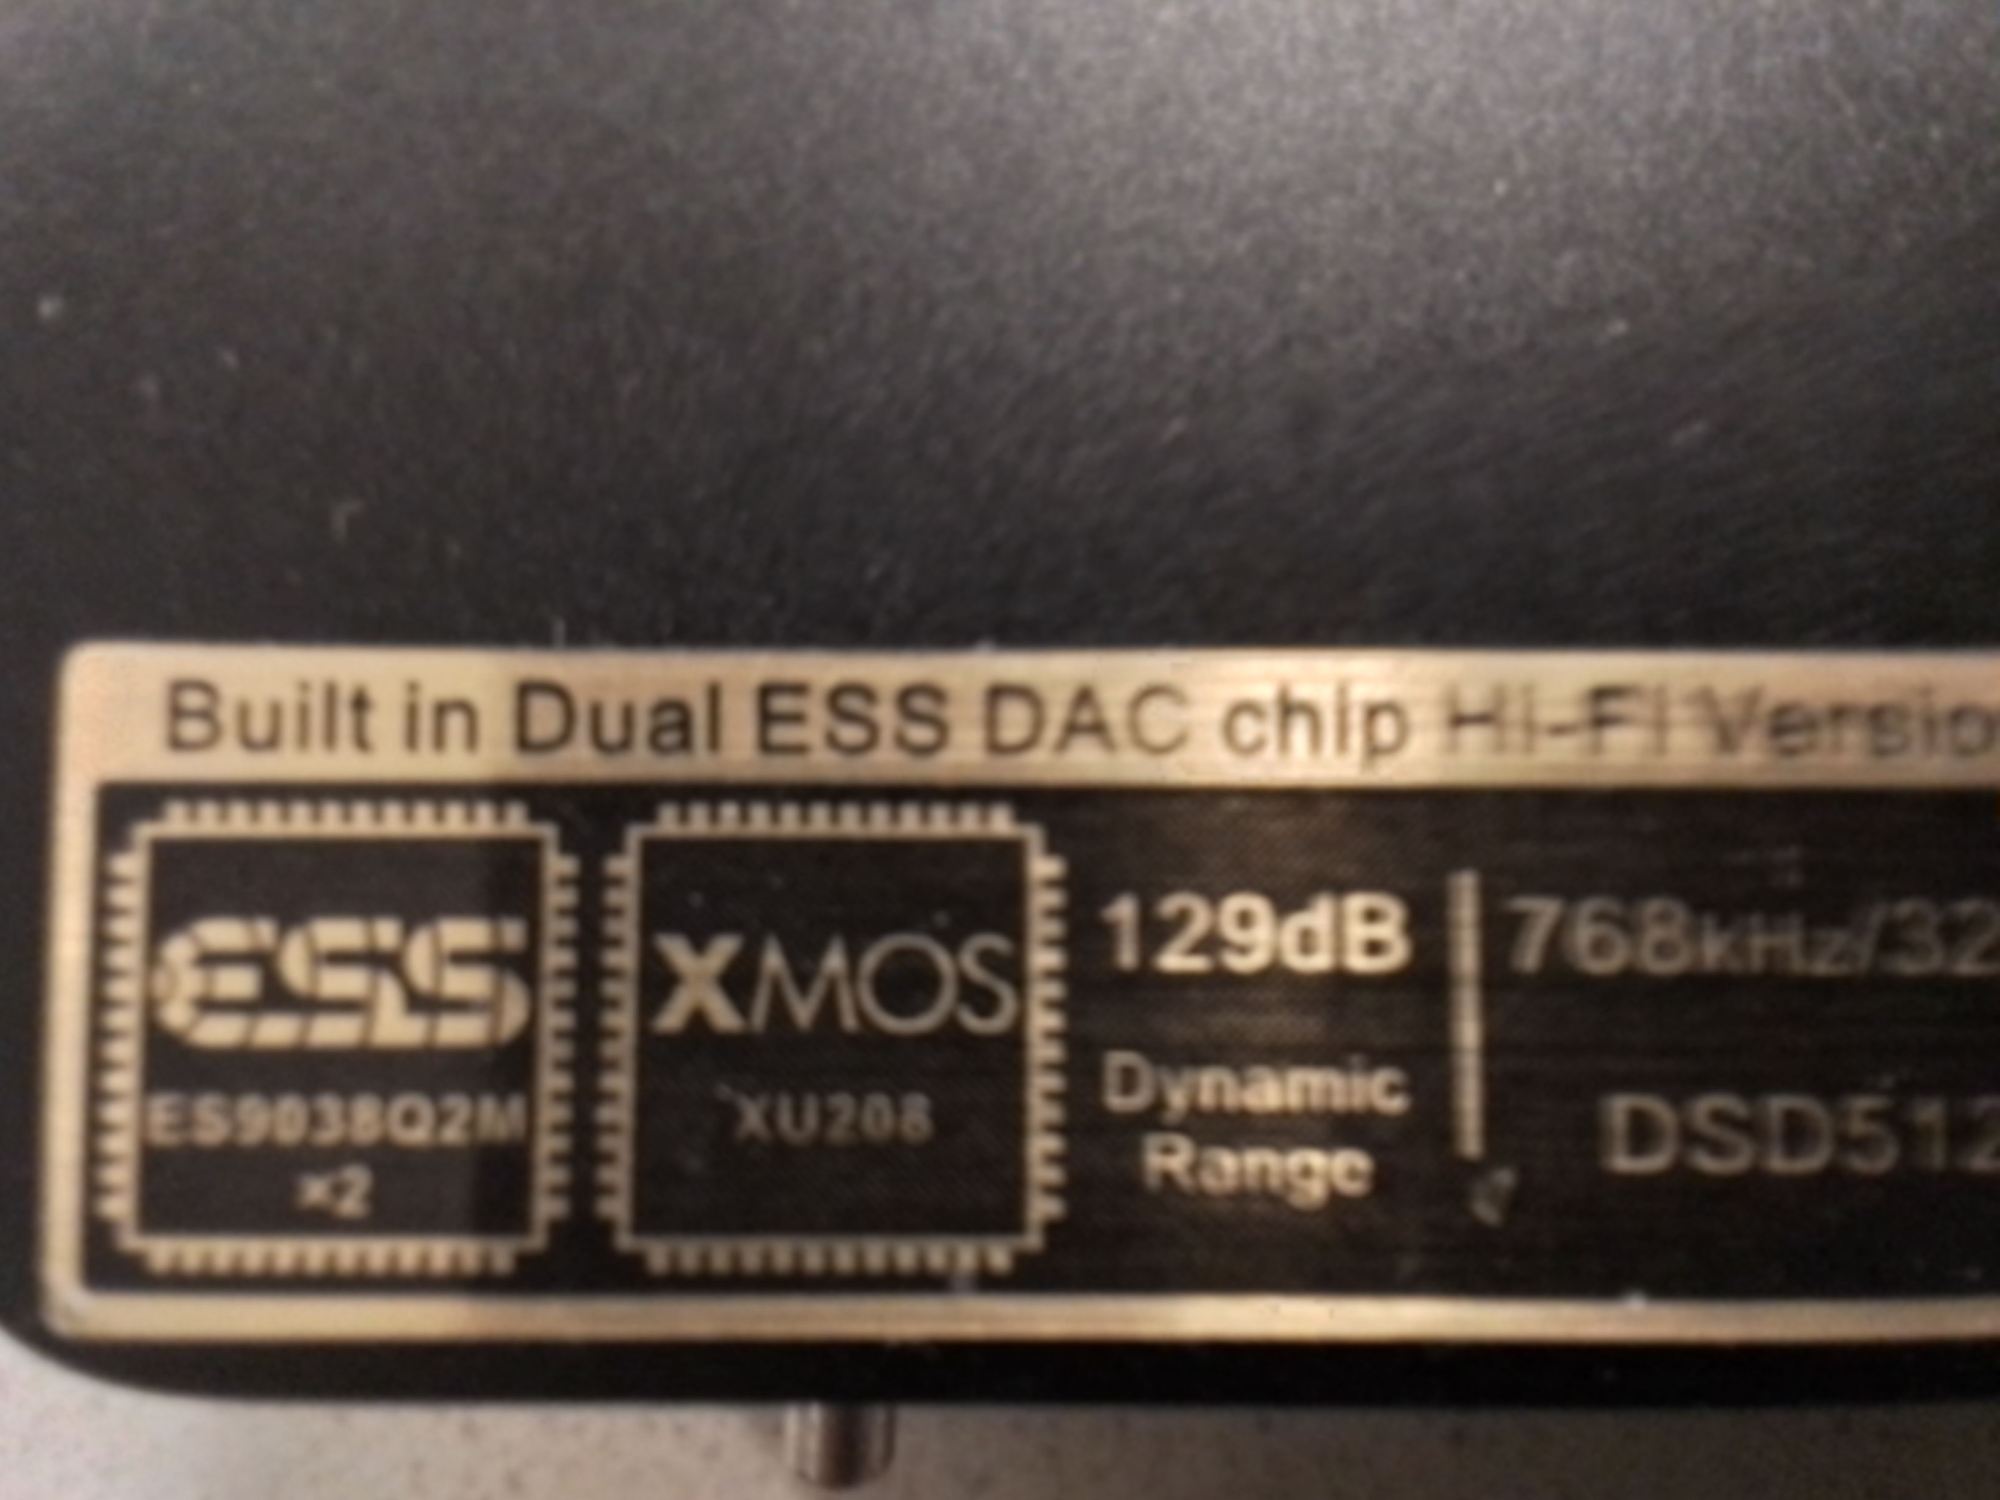 Built in Dual ESS DAC chip Hi-Fi Versio
ESS
ES9038Q2M
×2
XMOS
XU208
129dB
Dynamic
Range
768kHz/32
DSD512